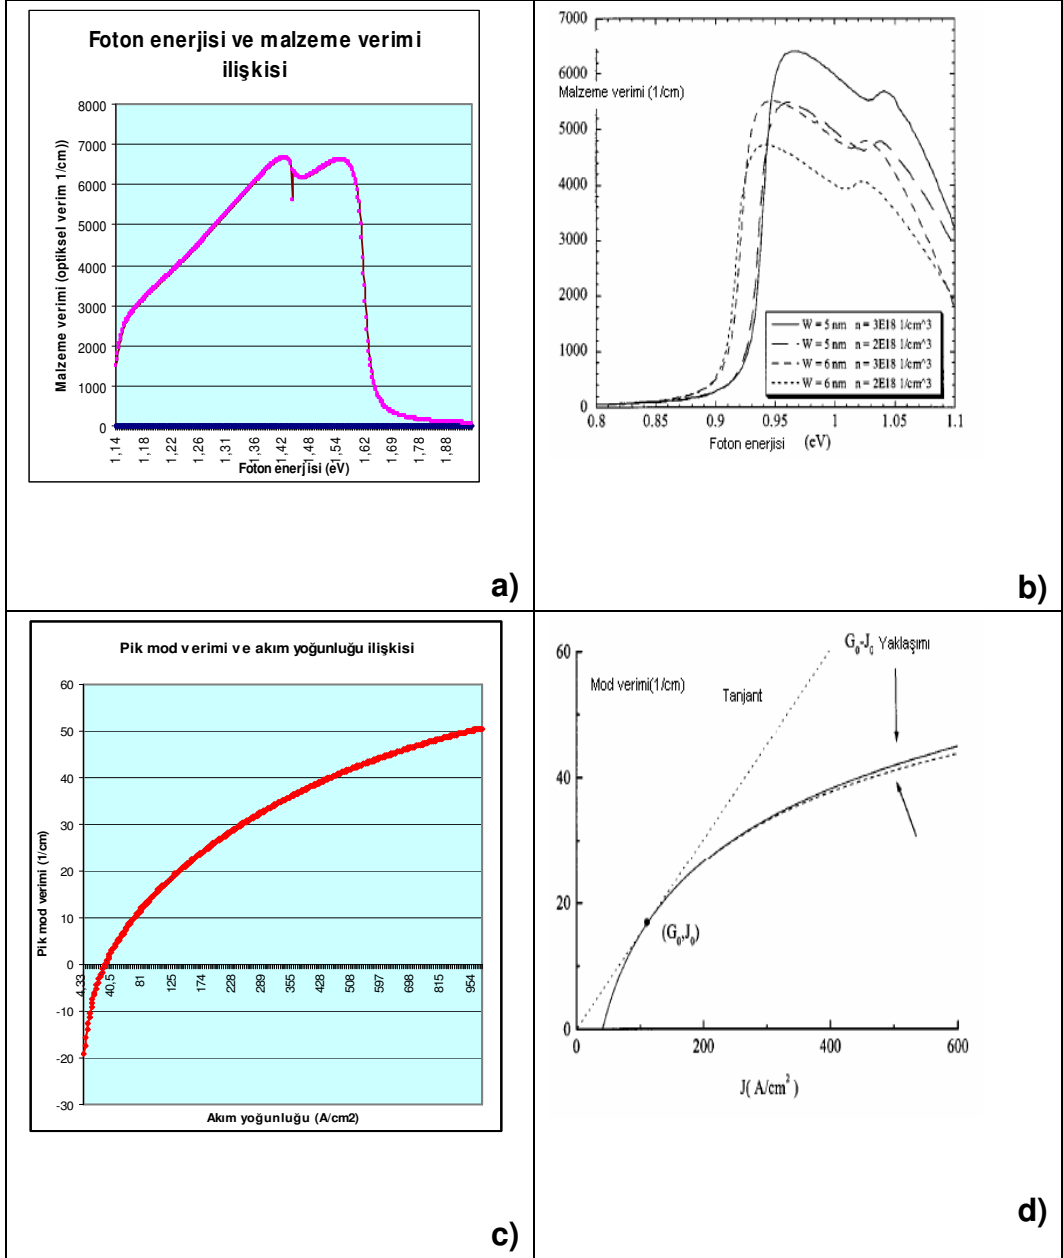 Foton enerjisi ve malzeme verimi
ilişkisi
Malzeme verimi (optiksel verim 1/cm))
8000
7000
6000
5000
4000
3000
2000
1000
0
1,14 1,18 1,22 1,26 1,31 1,36 1,42 1,48 1,54 1,62 1,69 1,78 1,88
Foton enerjisi (eV)
a)
7000
6000
5000
4000
3000
2000
1000
0
Malzeme verimi (1/cm)
W = 5 nm n = 3E18 1/cm^3
W = 5 nm n = 2E18 1/cm^3
W = 6 nm n = 3E18 1/cm^3
W = 6 nm n = 2E18 1/cm^3
0.8 0.85 0.9 0.95 1 1.05 1.1
Foton enerjisi (eV)
b)
Pik mod verimi ve akım yoğunluğu ilişkisi
Pik mod verimi (1/cm)
60
50
40
30
20
10
0
-10
-20
-30
4,33 40,5 81 125 174 228 289 355 428 508 597 698 815 954
Akım yoğunluğu (A/cm2)
c)
60
40
20
0
Mod verimi(1/cm)
Tanjant
G₀-J₀ Yaklaşımı
(G₀,J₀)
0 200 400 600
J( A/cm²)
d)